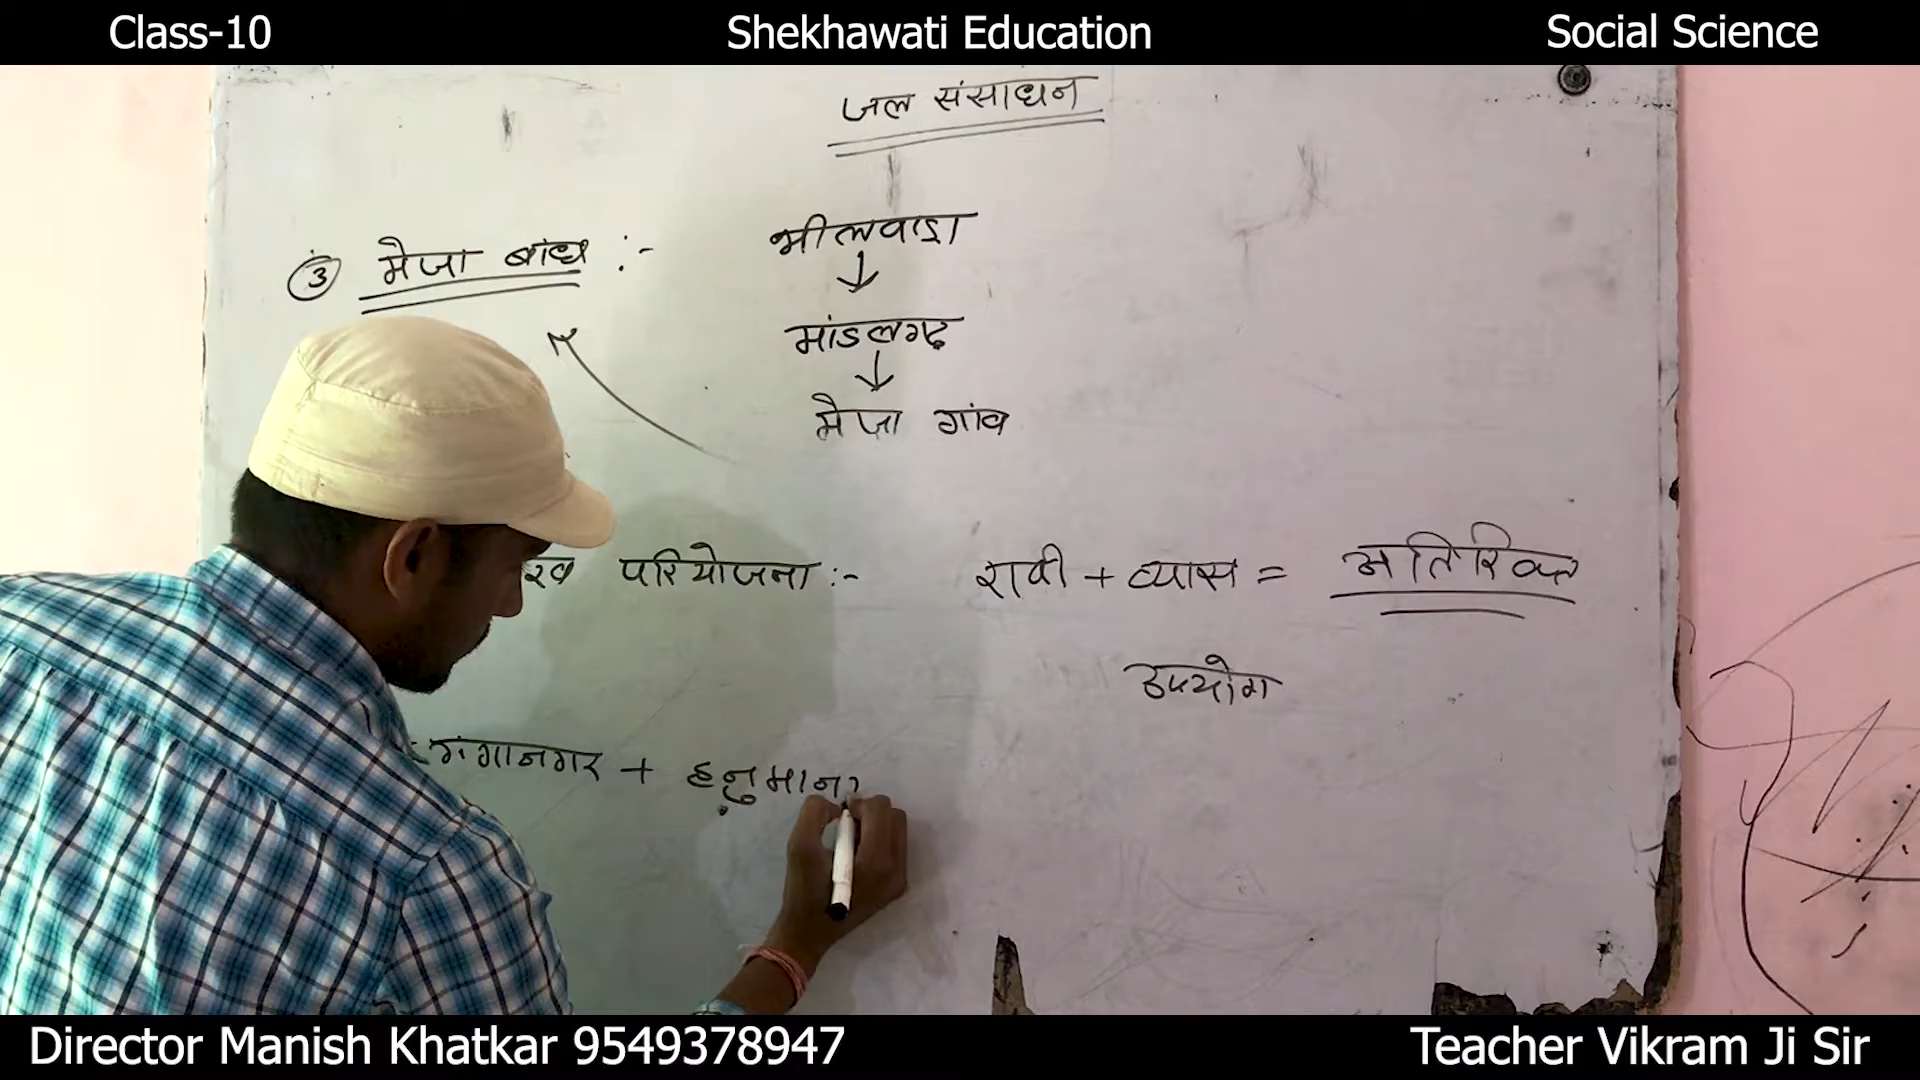 Class-10 Shekhawati Education Social Science
जल संसाधन
③ मेजा बांध :- भीलवाडा
↓
मांडलगढ़
↓
मेजा गांव
परियोजना :- रावी + व्यास = अतिरिक्त
उपयोग
गंगानगर + हनुमान
Director Manish Khatkar 9549378947 Teacher Vikram Ji Sir